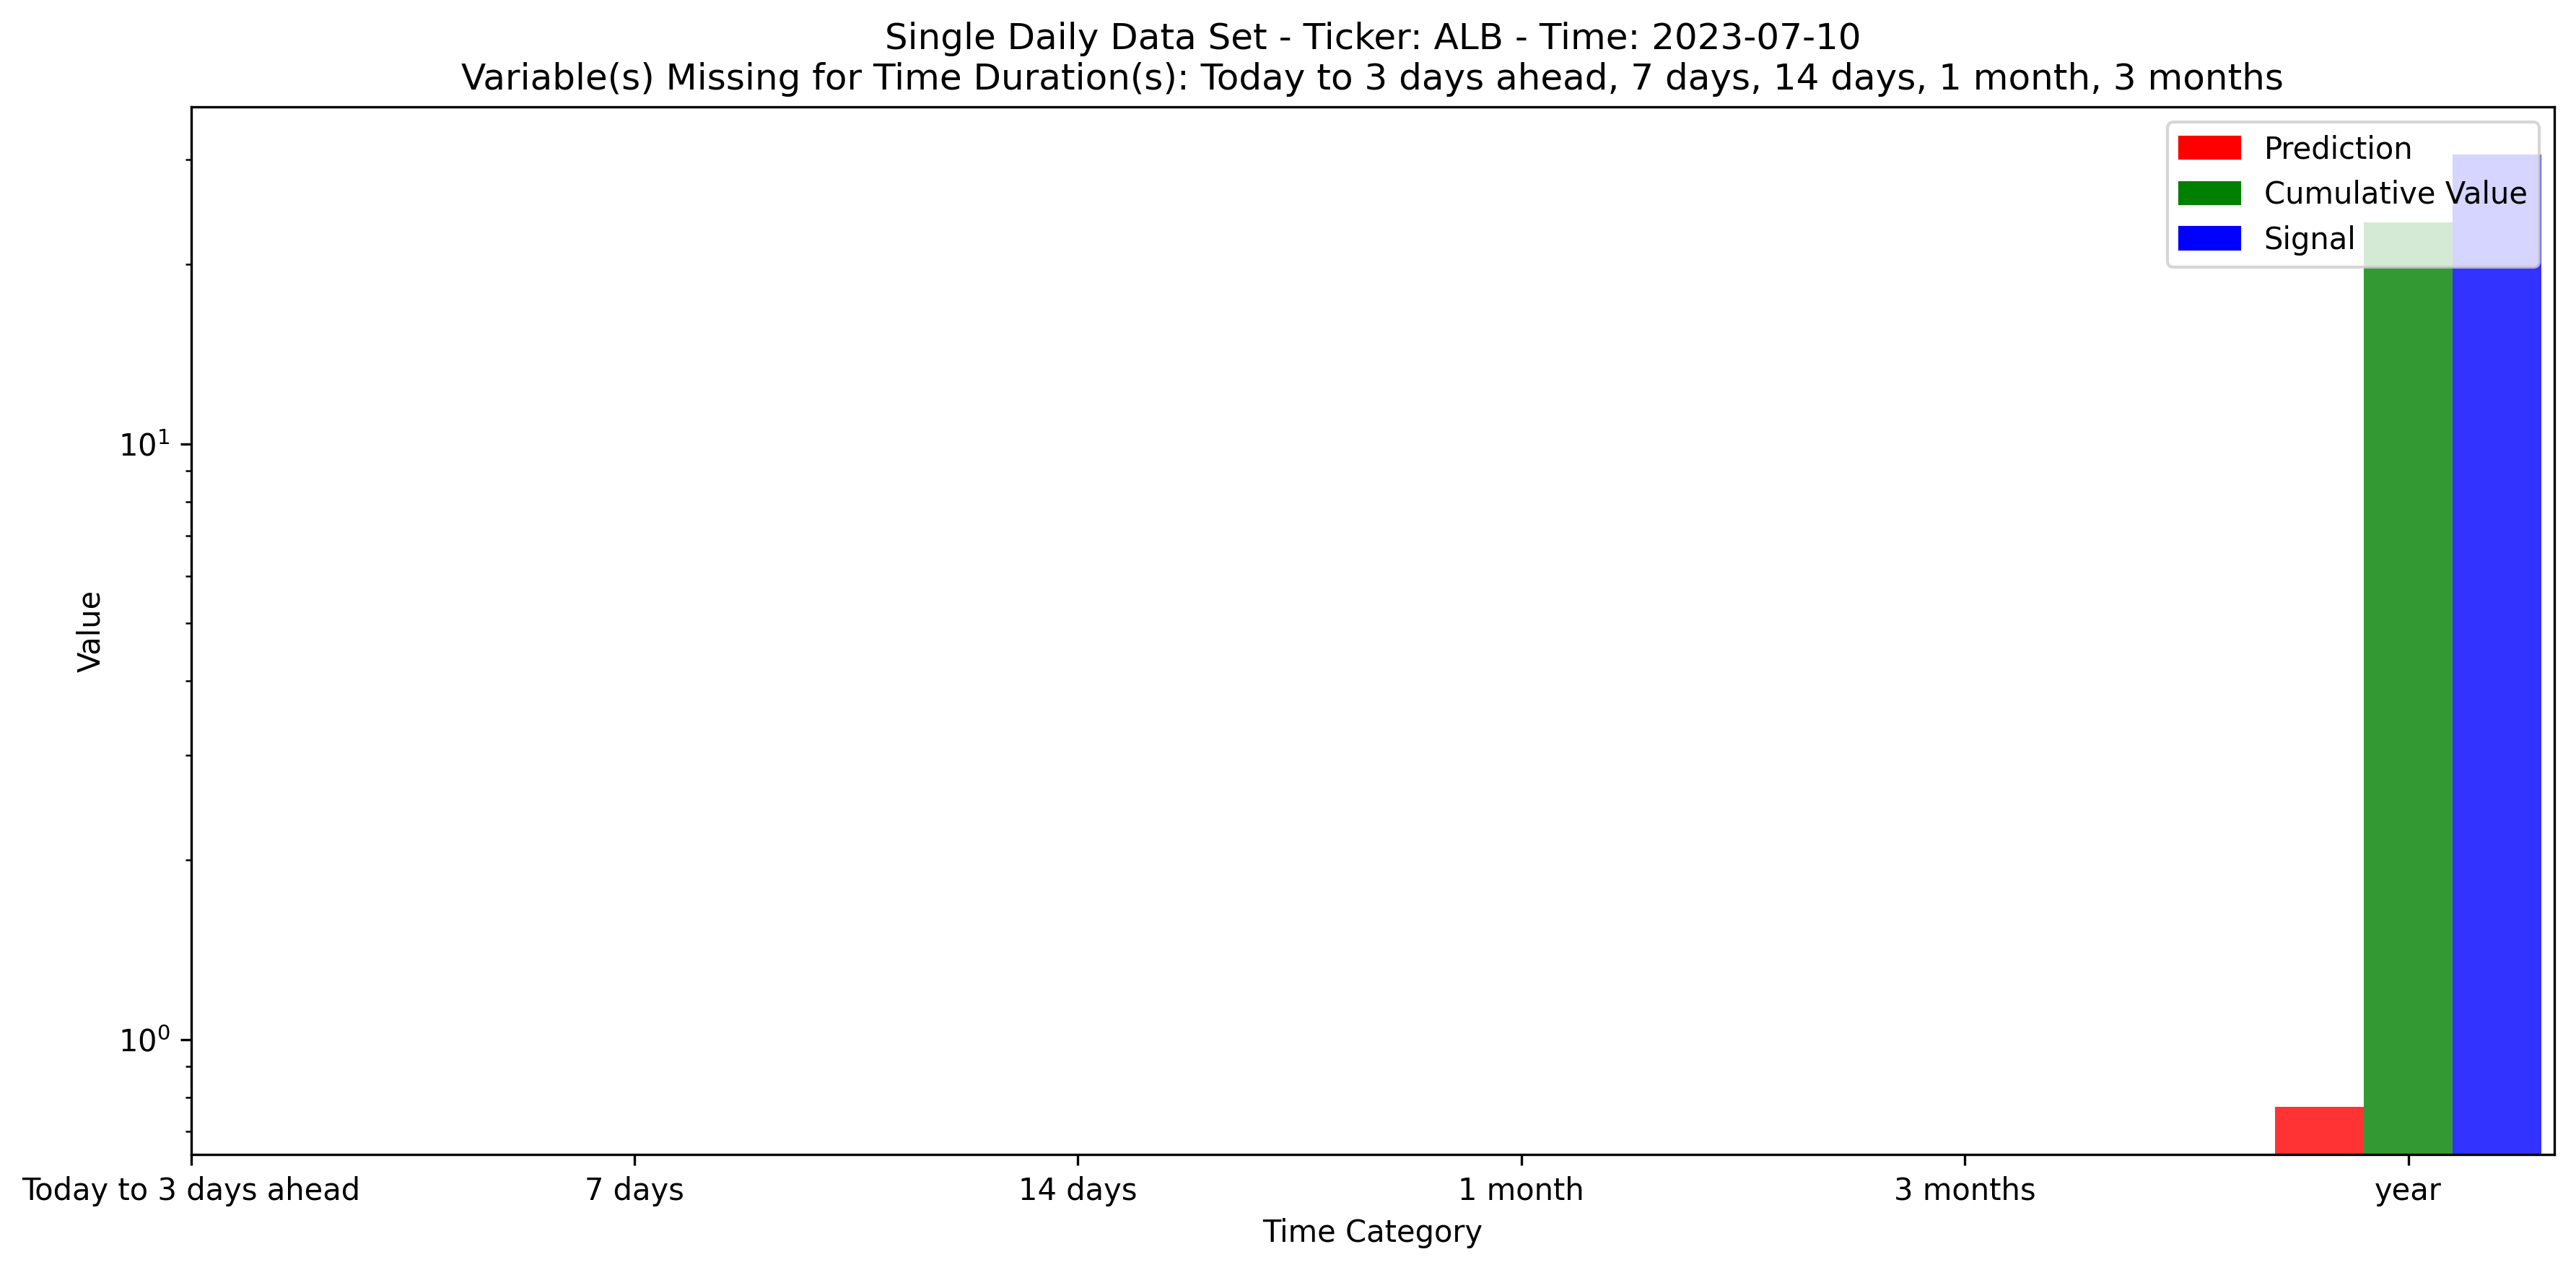 Single Daily Data Set - Ticker: ALB - Time: 2023-07-10
Variable(s) Missing for Time Duration(s): Today to 3 days ahead, 7 days, 14 days, 1 month, 3 months
Prediction
Cumulative Value
Signal
10¹
10⁰
Value
Today to 3 days ahead 7 days 14 days 1 month 3 months year
Time Category